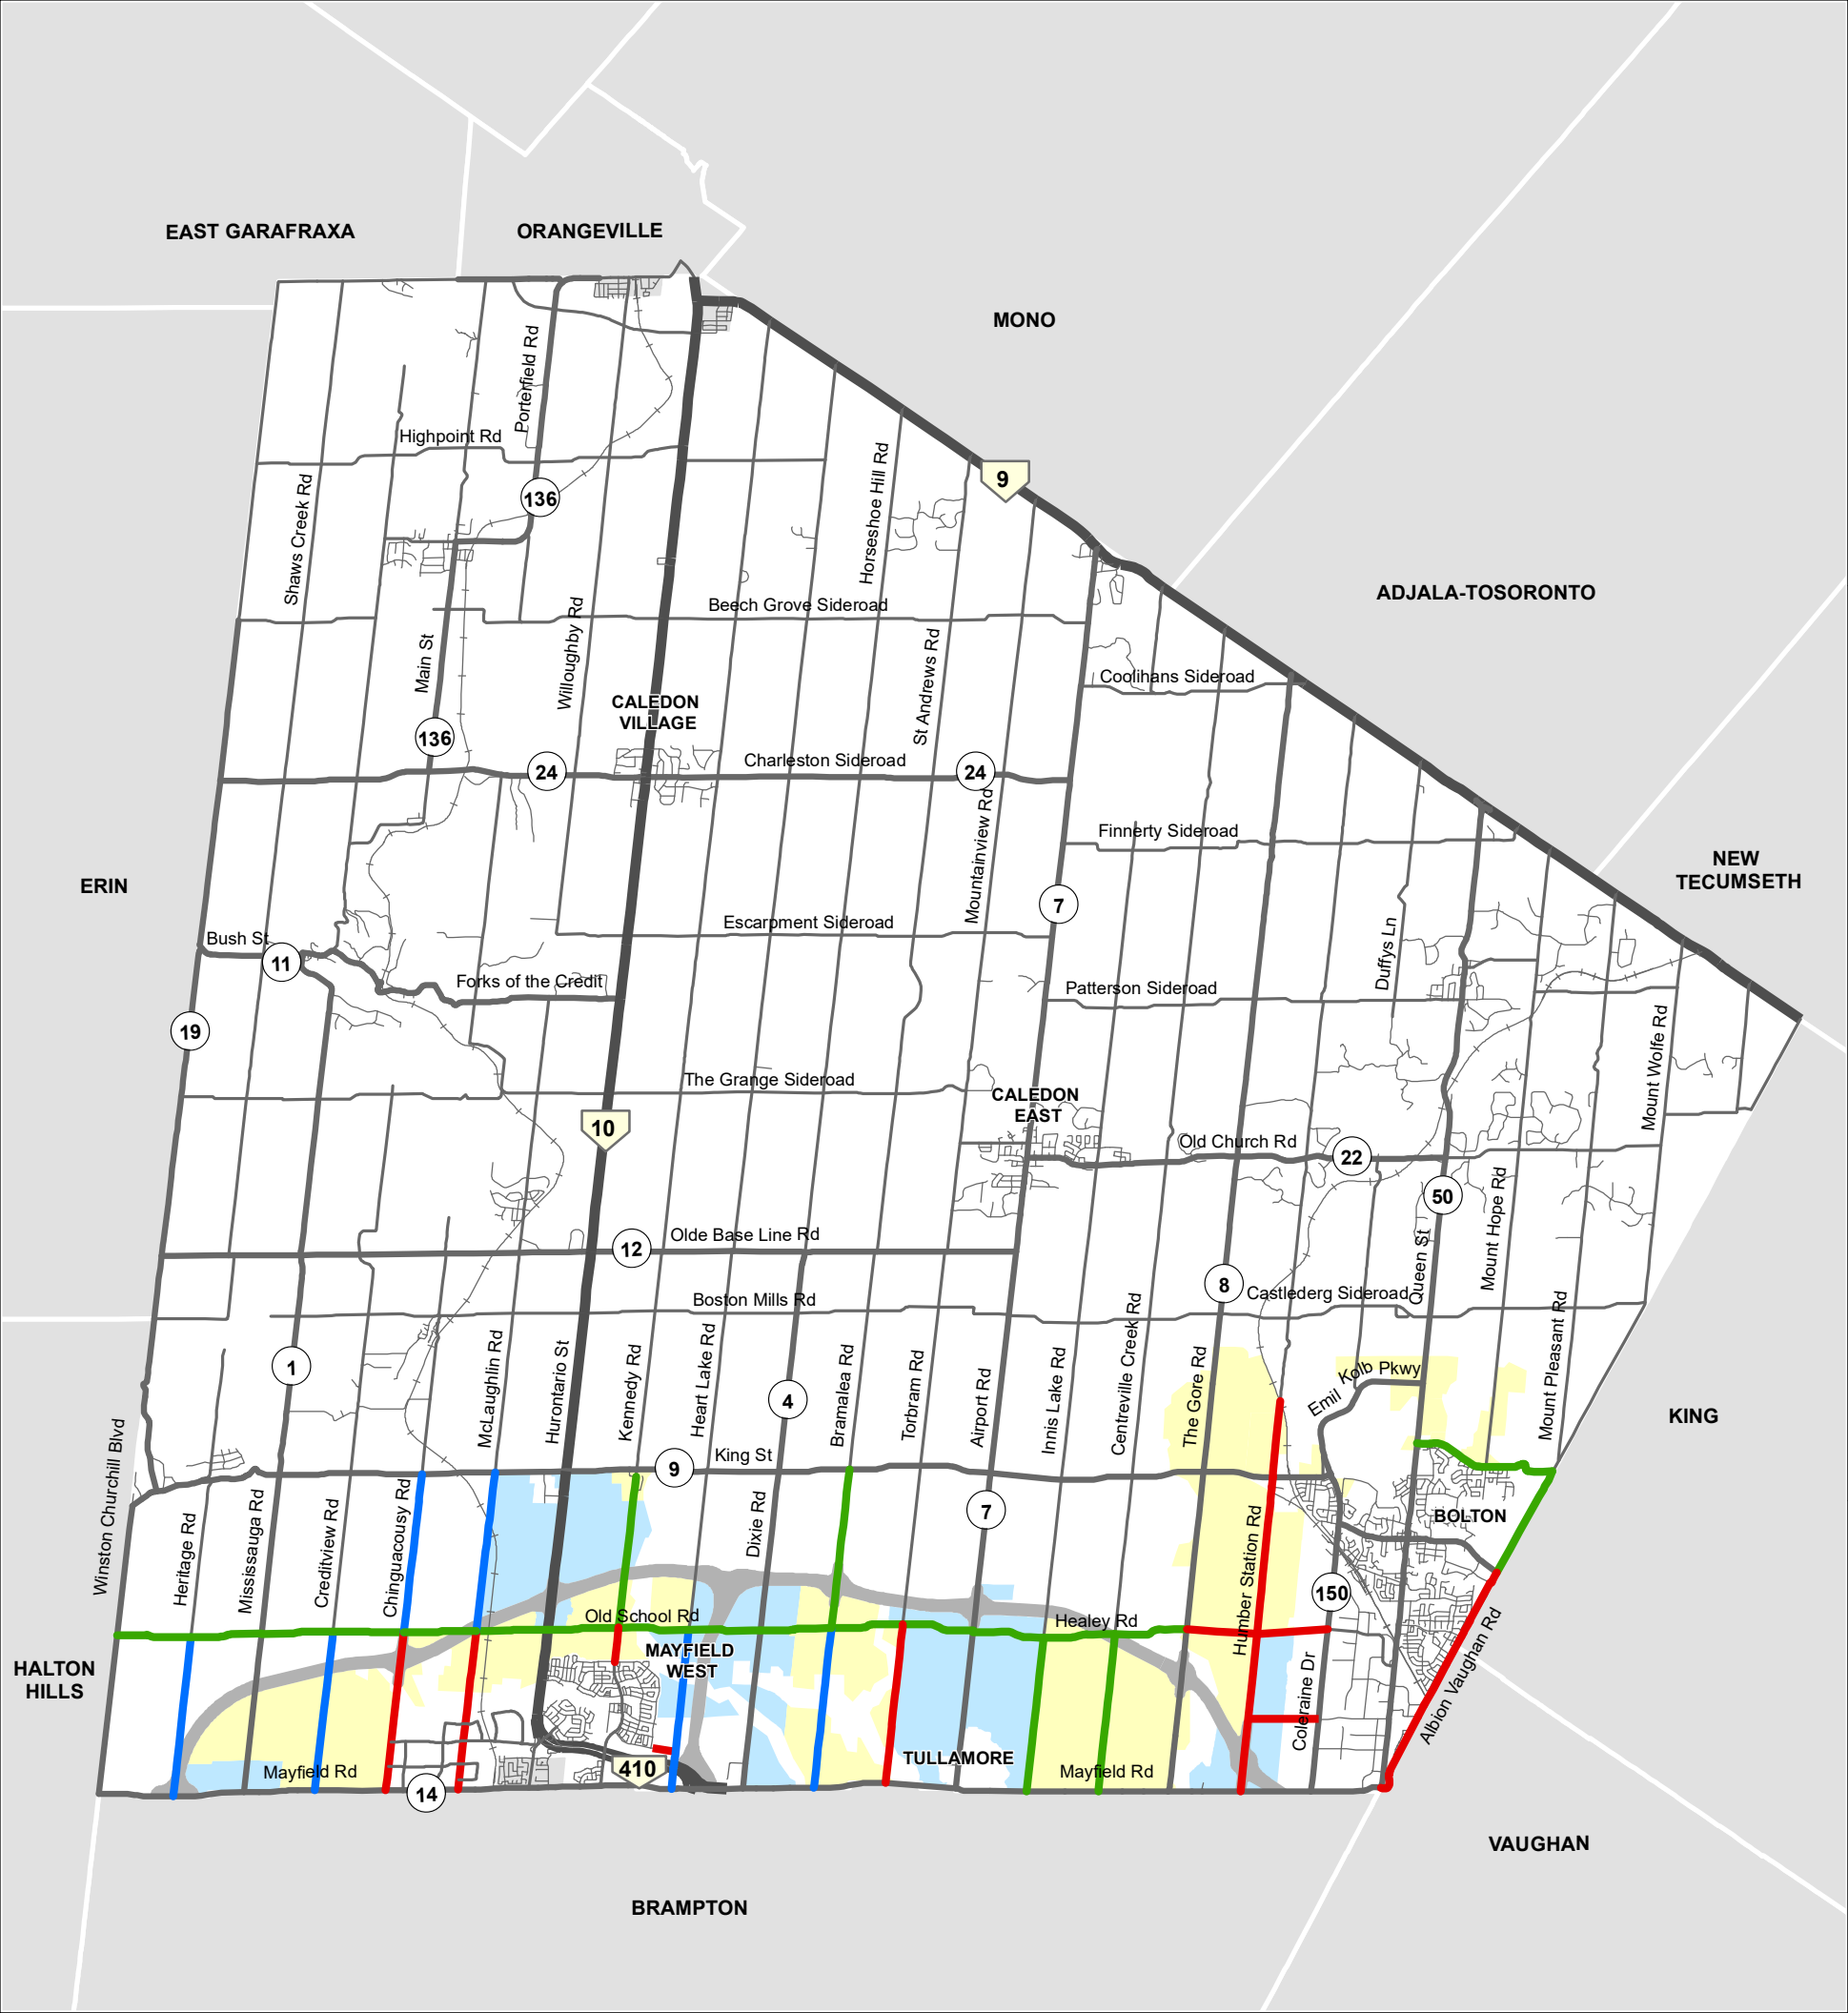 EAST GARAFRAXA
ORANGEVILLE
MONO
Porterfield Rd
Highpoint Rd
Horseshoe Hill Rd
9
Shaws Creek Rd
136
ADJALA-TOSORONTO
Beech Grove Sideroad
Willoughby Rd
Main St
St Andrews Rd
Coolihans Sideroad
CALEDON
VILLAGE
136
24
Charleston Sideroad
24
Mountainview Rd
Finnerty Sideroad
NEW
TECUMSETH
ERIN
7
Escarpment Sideroad
Bush St
11
Duffys Ln
Forks of the Credit
Patterson Sideroad
19
Mount Wolfe Rd
The Grange Sideroad
CALEDON
EAST
10
Old Church Rd
22
50
Mount Hope Rd
Olde Base Line Rd
12
Queen St
8
Castlederg Sideroad
Boston Mills Rd
1
McLaughlin Rd
Hurontario St
Kennedy Rd
Heart Lake Rd
4
Bramalea Rd
Torbram Rd
Airport Rd
Innis Lake Rd
Centreville Creek Rd
The Gore Rd
Emil Kolb Pkwy
Mount Pleasant Rd
KING
Winston Churchill Blvd
King St
9
7
Heritage Rd
Mississauga Rd
Creditview Rd
Chinguacousy Rd
Dixie Rd
Humber Station Rd
BOLTON
150
Old School Rd
Healey Rd
MAYFIELD
WEST
HALTON
HILLS
Coleraine Dr
Albion Vaughan Rd
TULLAMORE
Mayfield Rd
410
Mayfield Rd
14
VAUGHAN
BRAMPTON